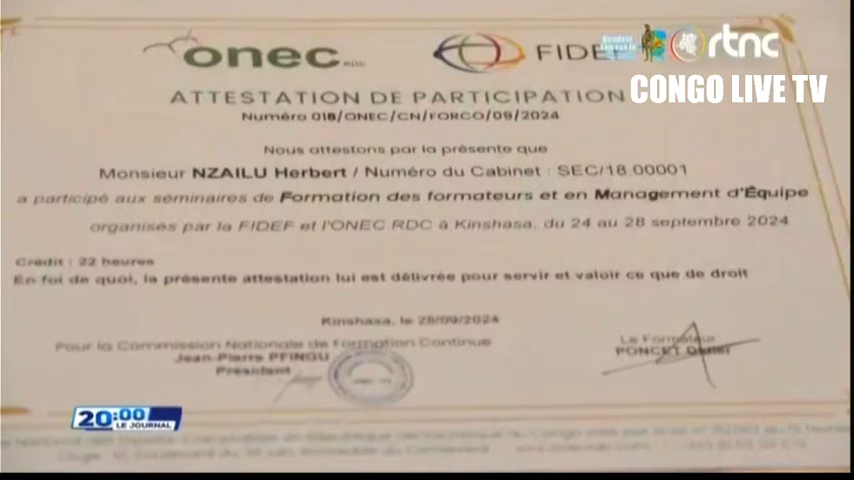 onec RDC
FIDEF
rtnc
CONGO LIVE TV
ATTESTATION DE PARTICIPATION
Numéro 018/ONEC/CN/FORCO/09/2024
Nous attestons par la présente que
Monsieur NZAILU Herbert / Numéro du Cabinet : SEC/18.00001
a participé aux séminaires de Formation des formateurs et en Management d'Équipe
organisés par la FIDEF et l'ONEC RDC à Kinshasa, du 24 au 28 septembre 2024
Crédit : 22 heures
En foi de quoi, la présente attestation lui est délivrée pour servir et valoir ce que de droit
Kinshasa, le 28/09/2024
Pour la Commission Nationale de Formation Continue
Jean-Pierre PFINGU
Président
Le Formateur
PONCET Daniel
20:00
LE JOURNAL